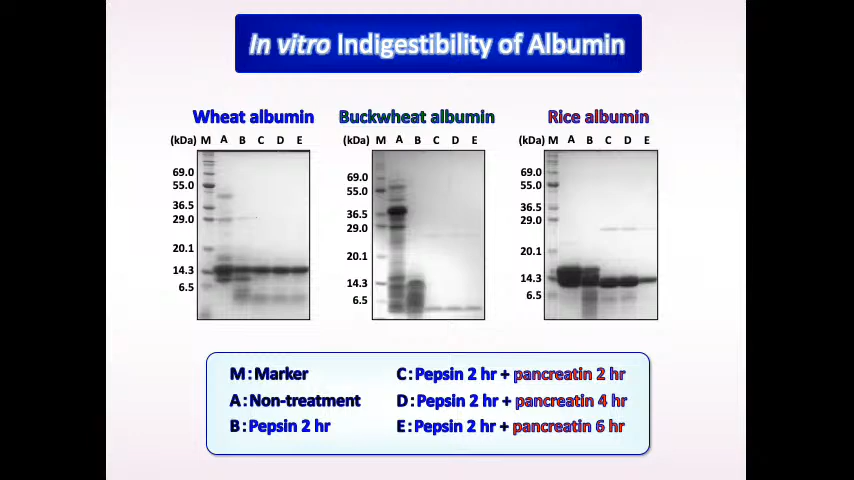 In vitro Indigestibility of Albumin
Wheat albumin
(kDa) M A B C D E
69.0
55.0
36.5
29.0
20.1
14.3
6.5
Buckwheat albumin
(kDa) M A B C D E
69.0
55.0
36.5
29.0
20.1
14.3
6.5
Rice albumin
(kDa) M A B C D E
69.0
55.0
36.5
29.0
20.1
14.3
6.5
M:Marker
A:Non-treatment
B:Pepsin 2 hr
C:Pepsin 2 hr + pancreatin 2 hr
D:Pepsin 2 hr + pancreatin 4 hr
E:Pepsin 2 hr + pancreatin 6 hr